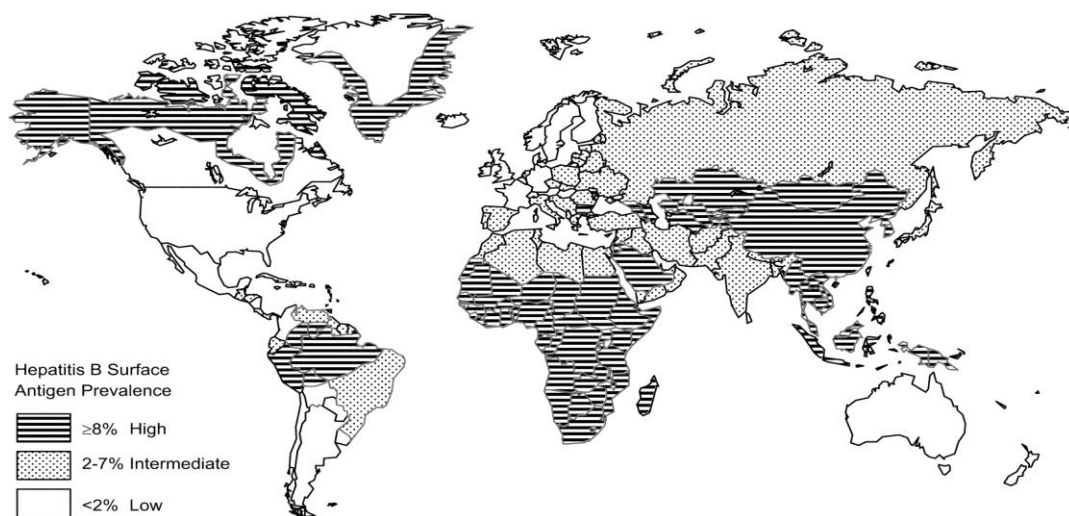 Hepatitis B Surface
Antigen Prevalence
≥8% High
2-7% Intermediate
<2% Low